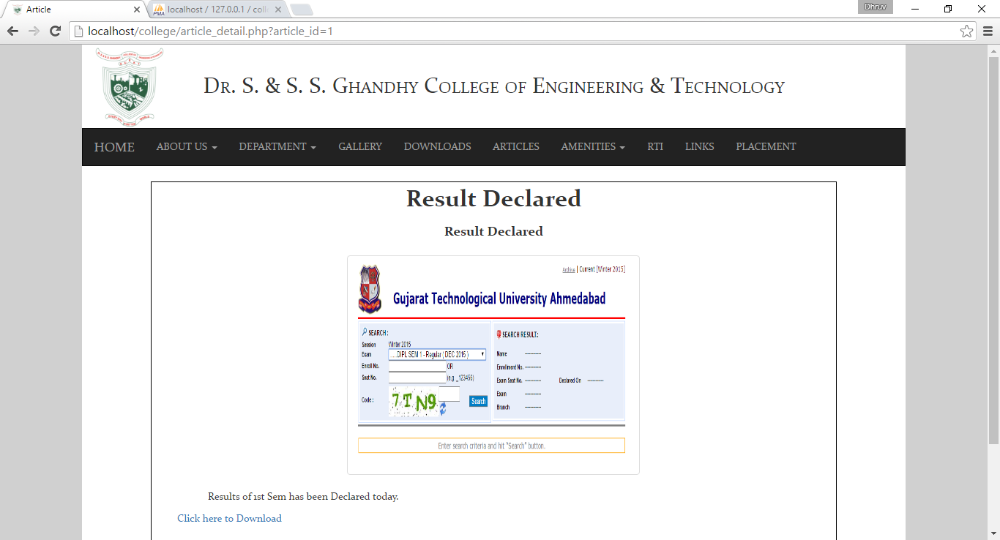 Article
localhost / 127.0.0.1 / coll
Dhruv
localhost/college/article_detail.php?article_id=1
Dr. S. & S. S. Ghandhy College of Engineering & Technology
HOME ABOUT US DEPARTMENT GALLERY DOWNLOADS ARTICLES AMENITIES RTI LINKS PLACEMENT
Result Declared
Result Declared
Archive | Current [Winter 2015]
Gujarat Technological University Ahmedabad
SEARCH :
Session Winter 2015
Exam ....DIPL SEM 1 - Regular ( DEC 2015 )
Enroll No. OR
Seat No. (e.g _123456)
Code : 7TN9 Search
SEARCH RESULT:
Name -----------
Enrollment No. -----------
Exam Seat No. ----------- Declared On -----------
Exam -----------
Branch -----------
Enter search criteria and hit "Search" button.
Results of 1st Sem has been Declared today.
Click here to Download